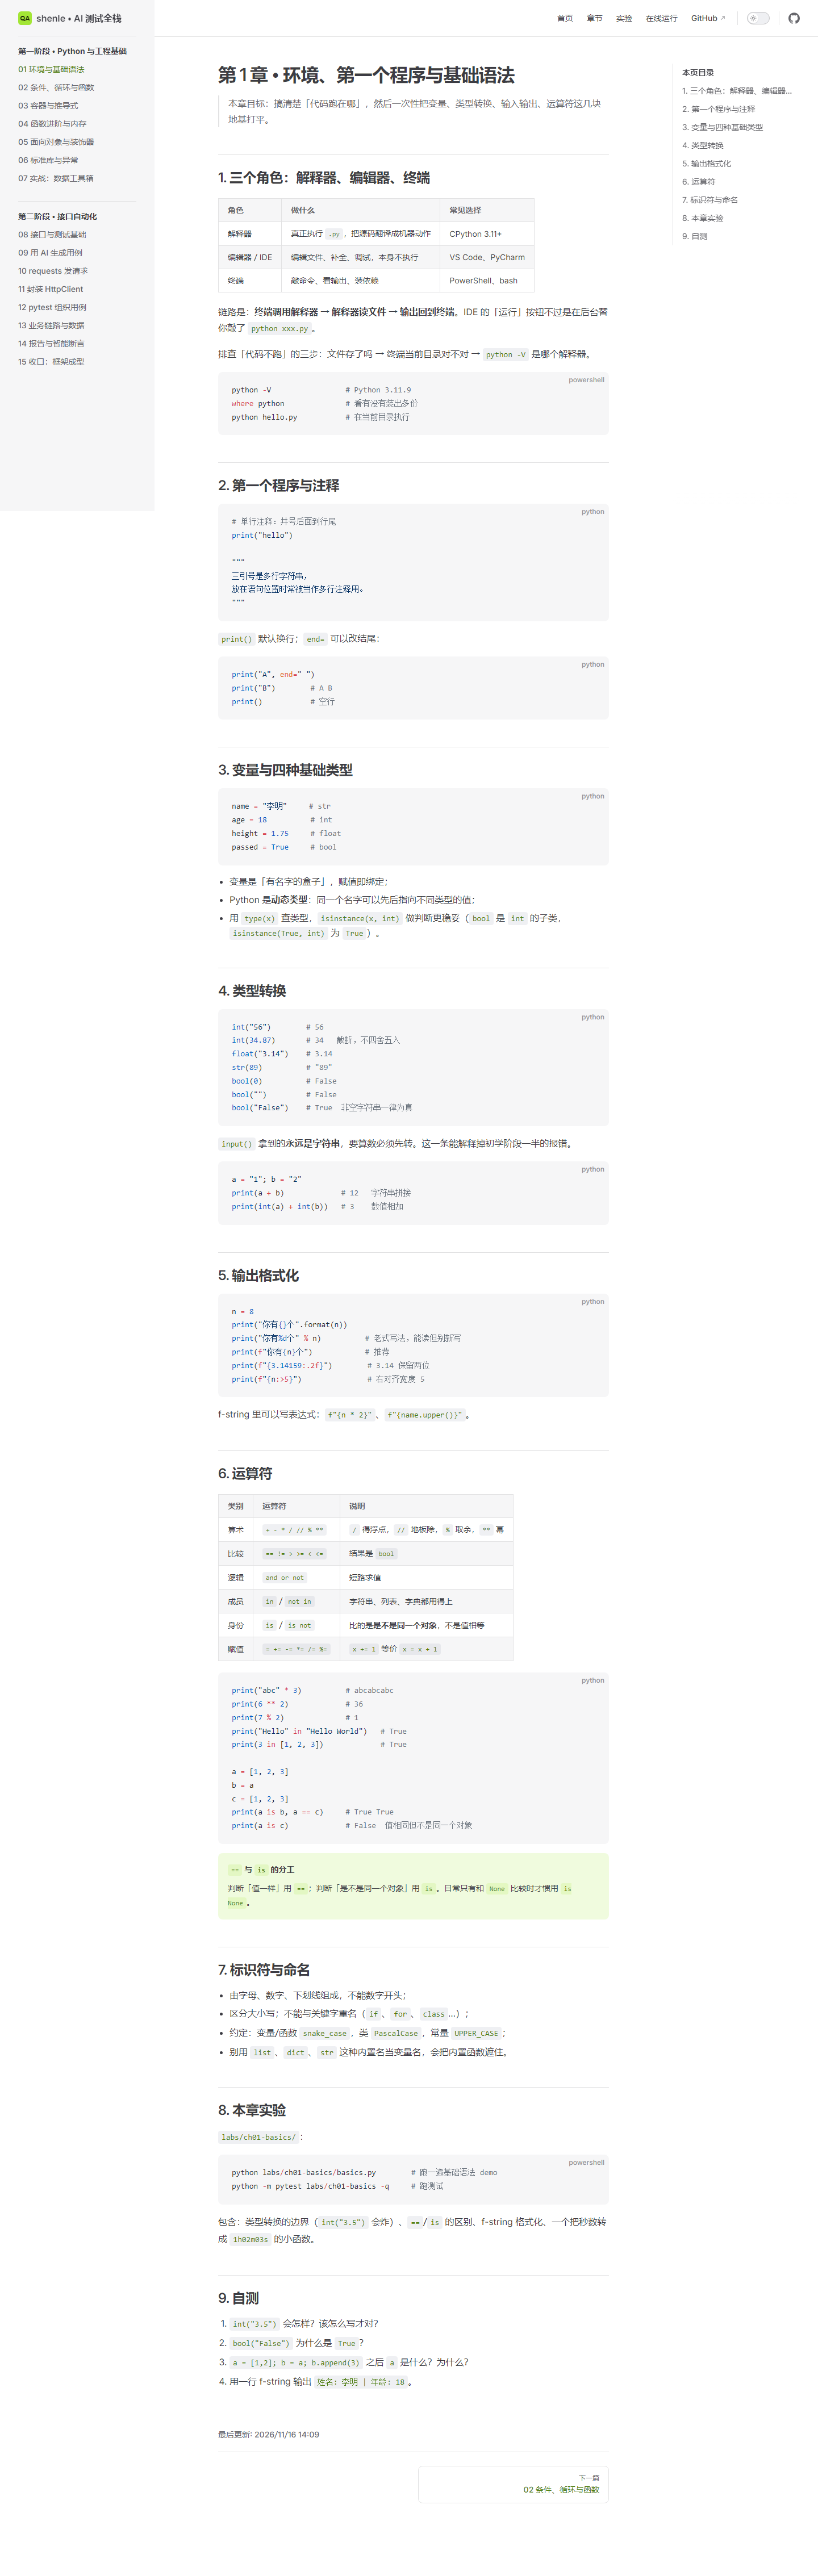 QA shenle • AI 测试全栈
首页 章节 实验 在线运行 GitHub ↗
第一阶段 • Python 与工程基础
01 环境与基础语法
02 条件、循环与函数
03 容器与推导式
04 函数进阶与内存
05 面向对象与装饰器
06 标准库与异常
07 实战：数据工具箱
第二阶段 • 接口自动化
08 接口与测试基础
09 用 AI 生成用例
10 requests 发请求
11 封装 HttpClient
12 pytest 组织用例
13 业务链路与数据
14 报告与智能断言
15 收口：框架成型
第 1 章 • 环境、第一个程序与基础语法
本章目标：搞清楚「代码跑在哪」，然后一次性把变量、类型转换、输入输出、运算符这几块
地基打平。
1. 三个角色：解释器、编辑器、终端
角色 做什么 常见选择
解释器 真正执行 .py，把源码翻译成机器动作 CPython 3.11+
编辑器 / IDE 编辑文件、补全、调试，本身不执行 VS Code、PyCharm
终端 敲命令、看输出、装依赖 PowerShell、bash
链路是：终端调用解释器 → 解释器读文件 → 输出回到终端。IDE 的「运行」按钮不过是在后台替
你敲了 python xxx.py。
排查「代码不跑」的三步：文件存了吗 → 终端当前目录对不对 → python -V 是哪个解释器。
powershell
python -V # Python 3.11.9
where python # 看有没有装出多份
python hello.py # 在当前目录执行
2. 第一个程序与注释
python
# 单行注释：井号后面到行尾
print("hello")
"""
三引号是多行字符串，
放在语句位置时常被当作多行注释用。
"""
print() 默认换行；end= 可以改结尾：
python
print("A", end=" ")
print("B") # A B
print() # 空行
3. 变量与四种基础类型
python
name = "李明" # str
age = 18 # int
height = 1.75 # float
passed = True # bool
• 变量是「有名字的盒子」，赋值即绑定；
• Python 是动态类型：同一个名字可以先后指向不同类型的值；
• 用 type(x) 查类型，isinstance(x, int) 做判断更稳妥（bool 是 int 的子类，
isinstance(True, int) 为 True）。
4. 类型转换
python
int("56") # 56
int(34.87) # 34 截断，不四舍五入
float("3.14") # 3.14
str(89) # "89"
bool(0) # False
bool("") # False
bool("False") # True 非空字符串一律为真
input() 拿到的永远是字符串，要算数必须先转。这一条能解释掉初学阶段一半的报错。
python
a = "1"; b = "2"
print(a + b) # 12 字符串拼接
print(int(a) + int(b)) # 3 数值相加
5. 输出格式化
python
n = 8
print("你有{}个".format(n))
print("你有%d个" % n) # 老式写法，能读但别新写
print(f"你有{n}个") # 推荐
print(f"{3.14159:.2f}") # 3.14 保留两位
print(f"{n:>5}") # 右对齐宽度 5
f-string 里可以写表达式：f"{n * 2}"、f"{name.upper()}"。
6. 运算符
类别 运算符 说明
算术 + - * / // % ** / 得浮点，// 地板除，% 取余，** 幂
比较 == != > >= < <= 结果是 bool
逻辑 and or not 短路求值
成员 in / not in 字符串、列表、字典都用得上
身份 is / is not 比的是是不是同一个对象，不是值相等
赋值 = += -= *= /= %= x += 1 等价 x = x + 1
python
print("abc" * 3) # abcabcabc
print(6 ** 2) # 36
print(7 % 2) # 1
print("Hello" in "Hello World") # True
print(3 in [1, 2, 3]) # True
a = [1, 2, 3]
b = a
c = [1, 2, 3]
print(a is b, a == c) # True True
print(a is c) # False 值相同但不是同一个对象
== 与 is 的分工
判断「值一样」用 ==；判断「是不是同一个对象」用 is。日常只有和 None 比较时才惯用 is
None。
7. 标识符与命名
• 由字母、数字、下划线组成，不能数字开头；
• 区分大小写；不能与关键字重名（if、for、class…）；
• 约定：变量/函数 snake_case，类 PascalCase，常量 UPPER_CASE；
• 别用 list、dict、str 这种内置名当变量名，会把内置函数遮住。
8. 本章实验
labs/ch01-basics/：
powershell
python labs/ch01-basics/basics.py # 跑一遍基础语法 demo
python -m pytest labs/ch01-basics -q # 跑测试
包含：类型转换的边界（int("3.5") 会炸）、==/is 的区别、f-string 格式化、一个把秒数转
成 1h02m03s 的小函数。
9. 自测
1. int("3.5") 会怎样？该怎么写才对？
2. bool("False") 为什么是 True？
3. a = [1,2]; b = a; b.append(3) 之后 a 是什么？为什么？
4. 用一行 f-string 输出 姓名: 李明 | 年龄: 18。
最后更新: 2026/11/16 14:09
下一篇
02 条件、循环与函数
本页目录
1. 三个角色：解释器、编辑器…
2. 第一个程序与注释
3. 变量与四种基础类型
4. 类型转换
5. 输出格式化
6. 运算符
7. 标识符与命名
8. 本章实验
9. 自测